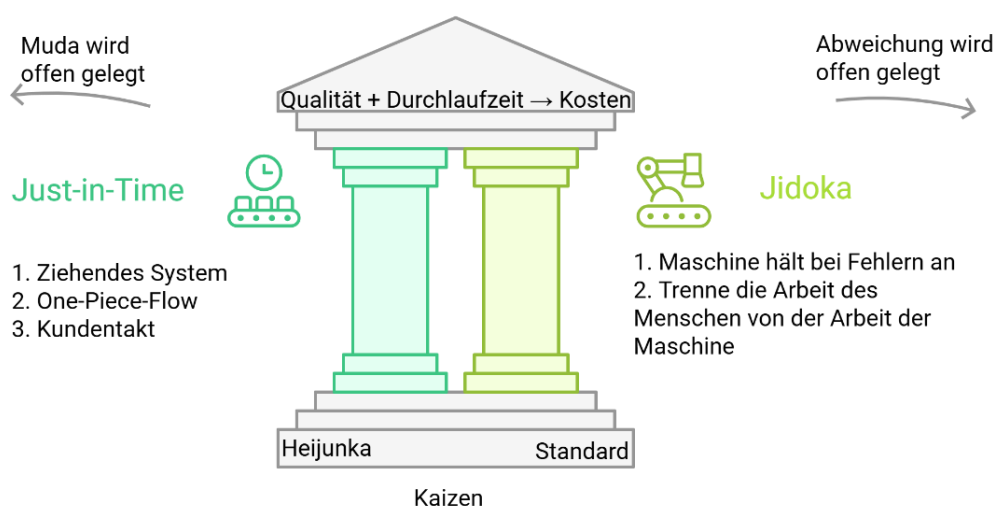 Muda wird
offen gelegt
Abweichung wird
offen gelegt
Qualität + Durchlaufzeit → Kosten
Just-in-Time
Jidoka
1. Ziehendes System
2. One-Piece-Flow
3. Kundentakt
1. Maschine hält bei Fehlern an
2. Trenne die Arbeit des
Menschen von der Arbeit der
Maschine
Heijunka
Standard
Kaizen